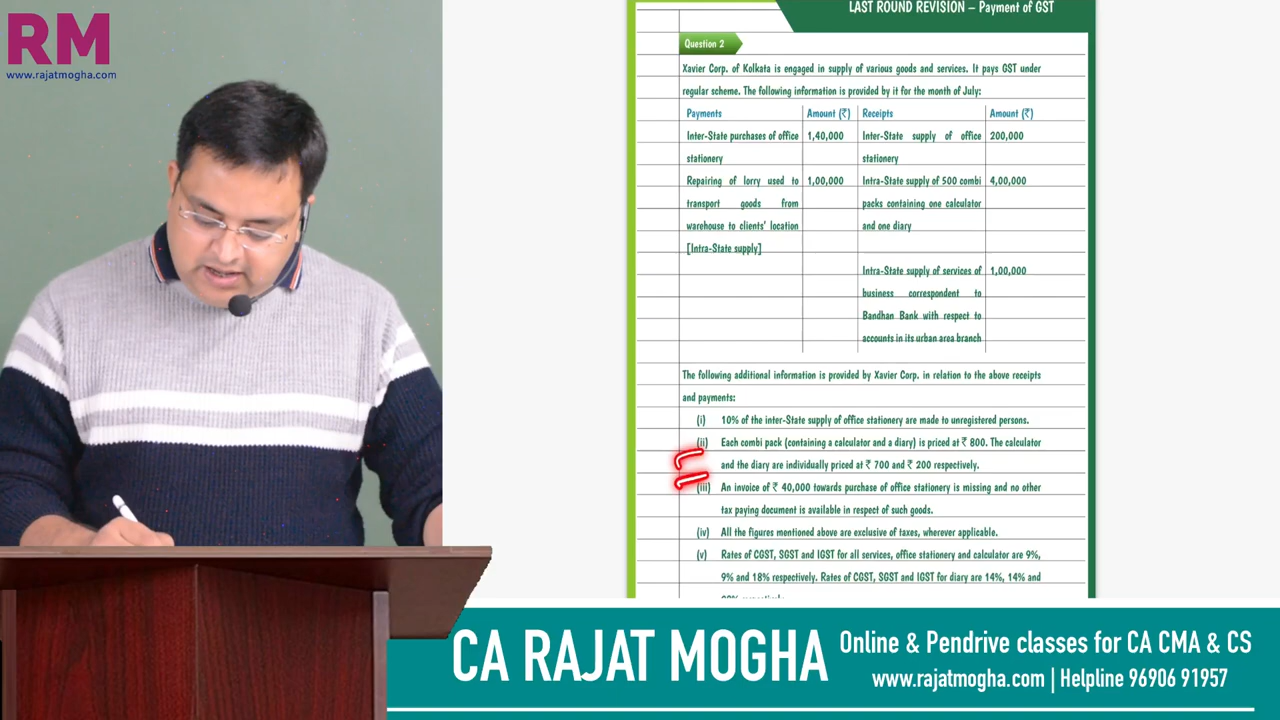 RM
www.rajatmogha.com
LAST ROUND REVISION – Payment of GST
Question 2
Xavier Corp. of Kolkata is engaged in supply of various goods and services. It pays GST under
regular scheme. The following information is provided by it for the month of July:
Payments Amount (₹) Receipts Amount (₹)
Inter-State purchases of office 1,40,000 Inter-State supply of office 200,000
stationery stationery
Repairing of lorry used to 1,00,000 Intra-State supply of 500 combi 4,00,000
transport goods from packs containing one calculator
warehouse to clients' location and one diary
[Intra-State supply]
Intra-State supply of services of 1,00,000
business correspondent to
Bandhan Bank with respect to
accounts in its urban area branch
The following additional information is provided by Xavier Corp. in relation to the above receipts
and payments:
(i) 10% of the inter-State supply of office stationery are made to unregistered persons.
(ii) Each combi pack (containing a calculator and a diary) is priced at ₹ 800. The calculator
and the diary are individually priced at ₹ 700 and ₹ 200 respectively.
(iii) An invoice of ₹ 40,000 towards purchase of office stationery is missing and no other
tax paying document is available in respect of such goods.
(iv) All the figures mentioned above are exclusive of taxes, wherever applicable.
(v) Rates of CGST, SGST and IGST for all services, office stationery and calculator are 9%,
9% and 18% respectively. Rates of CGST, SGST and IGST for diary are 14%, 14% and
CA RAJAT MOGHA
Online & Pendrive classes for CA CMA & CS
www.rajatmogha.com | Helpline 96906 91957